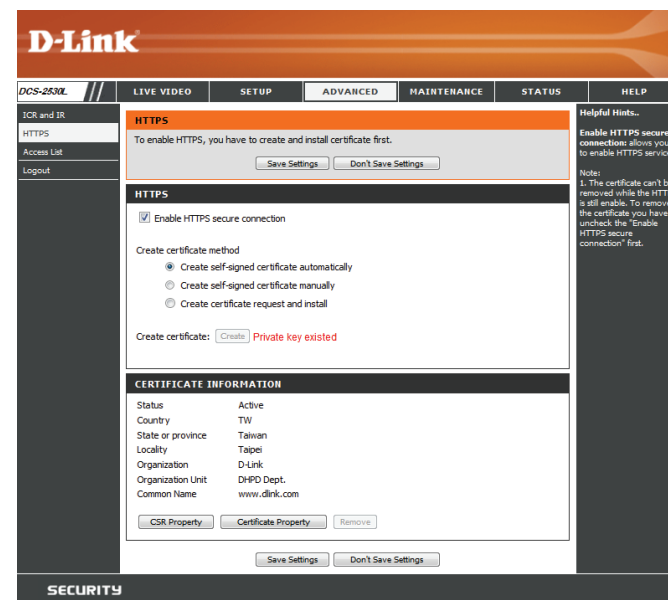 D-Link
DCS-2530L
LIVE VIDEO
SETUP
ADVANCED
MAINTENANCE
STATUS
HELP
ICR and IR
HTTPS
Access List
Logout
HTTPS
To enable HTTPS, you have to create and install certificate first.
Save Settings
Don't Save Settings
HTTPS
Enable HTTPS secure connection
Create certificate method
Create self-signed certificate automatically
Create self-signed certificate manually
Create certificate request and install
Create certificate: Create Private key existed
CERTIFICATE INFORMATION
Status Active
Country TW
State or province Taiwan
Locality Taipei
Organization D-Link
Organization Unit DHPD Dept.
Common Name www.dlink.com
CSR Property
Certificate Property
Remove
Save Settings
Don't Save Settings
Helpful Hints..
Enable HTTPS secure
connection: allows you
to enable HTTPS servic
Note:
1. The certificate can't b
removed while the HTT
is still enable. To remov
the certificate you have
uncheck the "Enable
HTTPS secure
connection" first.
SECURITY